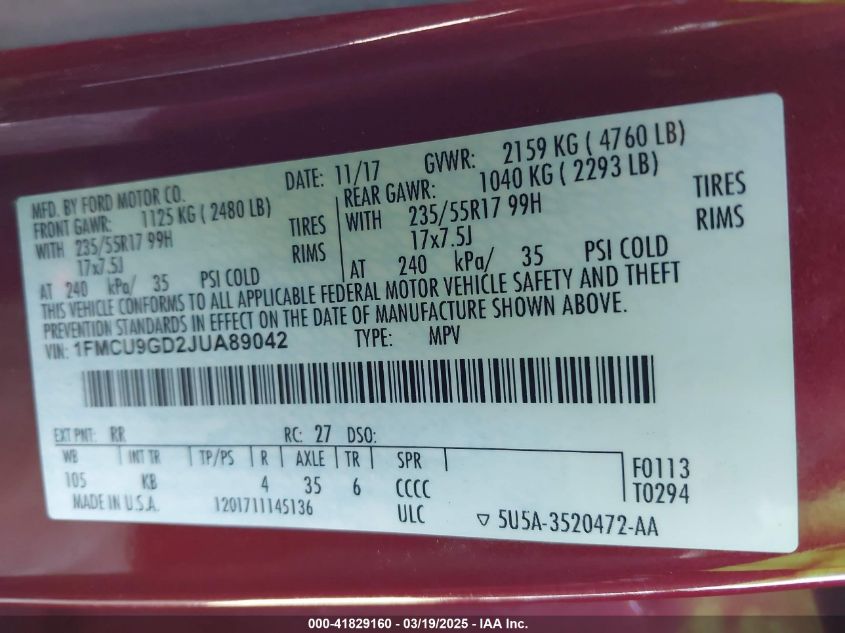 MFD. BY FORD MOTOR CO. DATE: 11/17 GVWR: 2159 KG ( 4760 LB)
FRONT GAWR: 1125 KG ( 2480 LB) REAR GAWR: 1040 KG ( 2293 LB)
WITH 235/55R17 99H TIRES WITH 235/55R17 99H TIRES
17x7.5J RIMS 17x7.5J RIMS
AT 240 kPa/ 35 PSI COLD AT 240 kPa/ 35 PSI COLD
THIS VEHICLE CONFORMS TO ALL APPLICABLE FEDERAL MOTOR VEHICLE SAFETY AND THEFT
PREVENTION STANDARDS IN EFFECT ON THE DATE OF MANUFACTURE SHOWN ABOVE.
VIN: 1FMCU9GD2JUA89042 TYPE: MPV
EXT PNT: RR RC: 27 DSO:
WB INT TR TP/PS R AXLE TR SPR
105 KB 4 35 6 CCCC
F0113
T0294
MADE IN U.S.A. 1201711145136 ULC ▽ 5U5A-3520472-AA
000-41829160 — 03/19/2025 — IAA Inc.